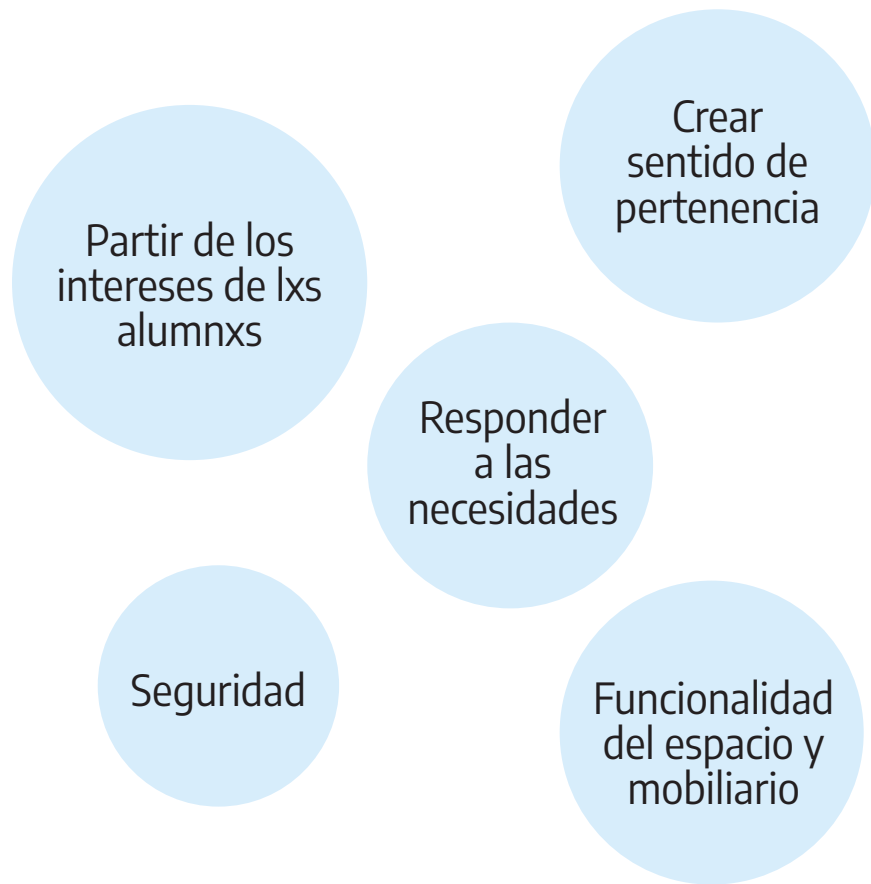 Crear
sentido de
pertenencia
Partir de los
intereses de lxs
alumnxs
Responder
a las
necesidades
Seguridad
Funcionalidad
del espacio y
mobiliario